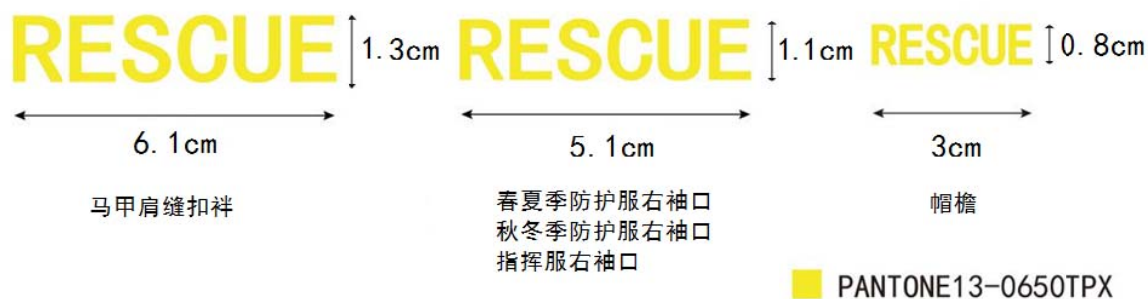 RESCUE 1.3cm RESCUE 1.1cm RESCUE 0.8cm
6.1cm 5.1cm 3cm
马甲肩缝扣袢 春夏季防护服右袖口 帽檐
秋冬季防护服右袖口
指挥服右袖口
PANTONE13-0650TPX